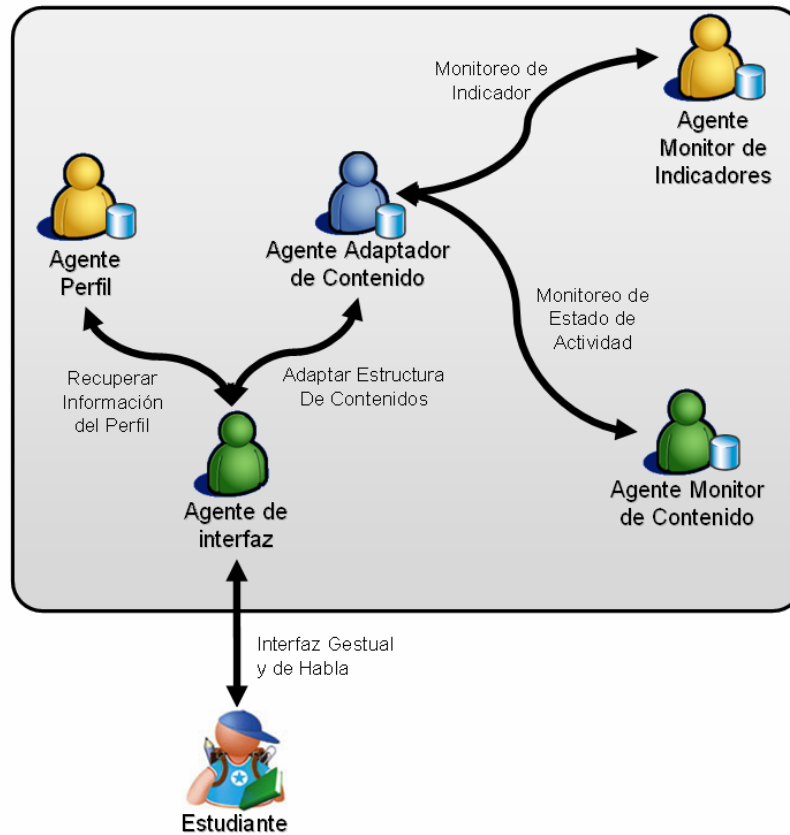 Monitoreo de
Indicador
Agente
Monitor de
Indicadores
Agente
Perfil
Agente Adaptador
de Contenido
Monitoreo de
Estado de
Actividad
Recuperar
Información
del Perfil
Adaptar Estructura
De Contenidos
Agente Monitor
de Contenido
Agente de
interfaz
Interfaz Gestual
y de Habla
Estudiante